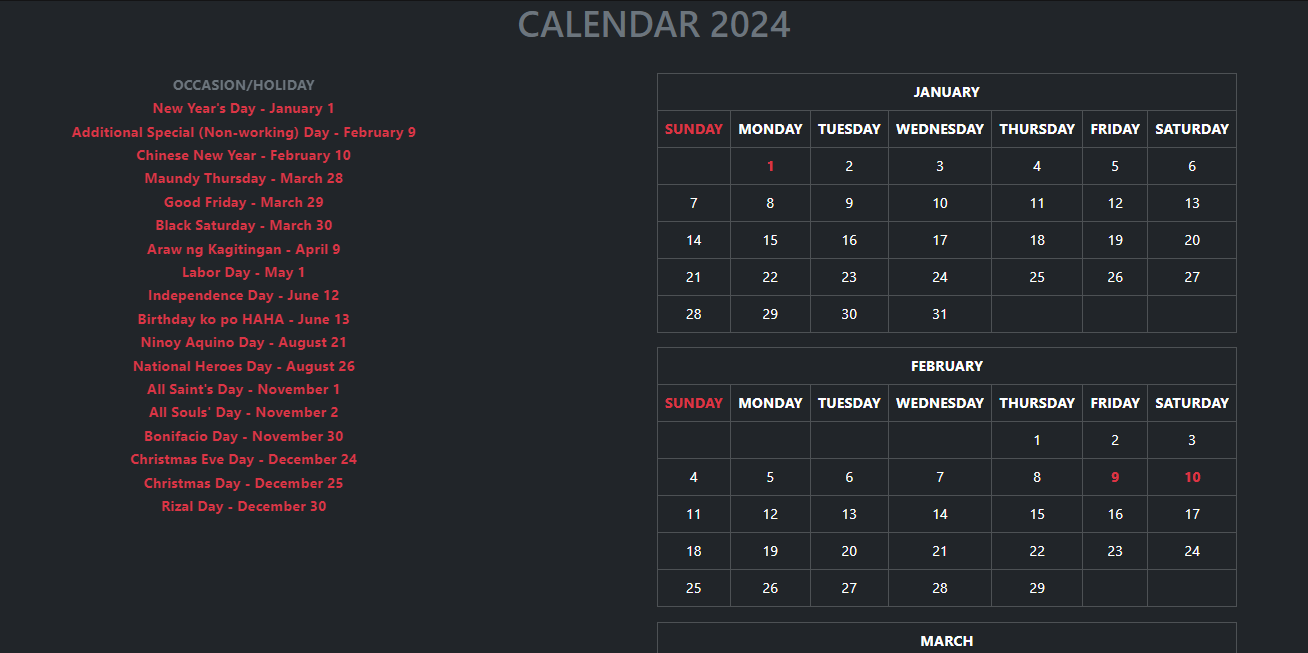 CALENDAR 2024
OCCASION/HOLIDAY
New Year's Day - January 1
Additional Special (Non-working) Day - February 9
Chinese New Year - February 10
Maundy Thursday - March 28
Good Friday - March 29
Black Saturday - March 30
Araw ng Kagitingan - April 9
Labor Day - May 1
Independence Day - June 12
Birthday ko po HAHA - June 13
Ninoy Aquino Day - August 21
National Heroes Day - August 26
All Saint's Day - November 1
All Souls' Day - November 2
Bonifacio Day - November 30
Christmas Eve Day - December 24
Christmas Day - December 25
Rizal Day - December 30
JANUARY
SUNDAY MONDAY TUESDAY WEDNESDAY THURSDAY FRIDAY SATURDAY
1 2 3 4 5 6
7 8 9 10 11 12 13
14 15 16 17 18 19 20
21 22 23 24 25 26 27
28 29 30 31
FEBRUARY
SUNDAY MONDAY TUESDAY WEDNESDAY THURSDAY FRIDAY SATURDAY
1 2 3
4 5 6 7 8 9 10
11 12 13 14 15 16 17
18 19 20 21 22 23 24
25 26 27 28 29
MARCH